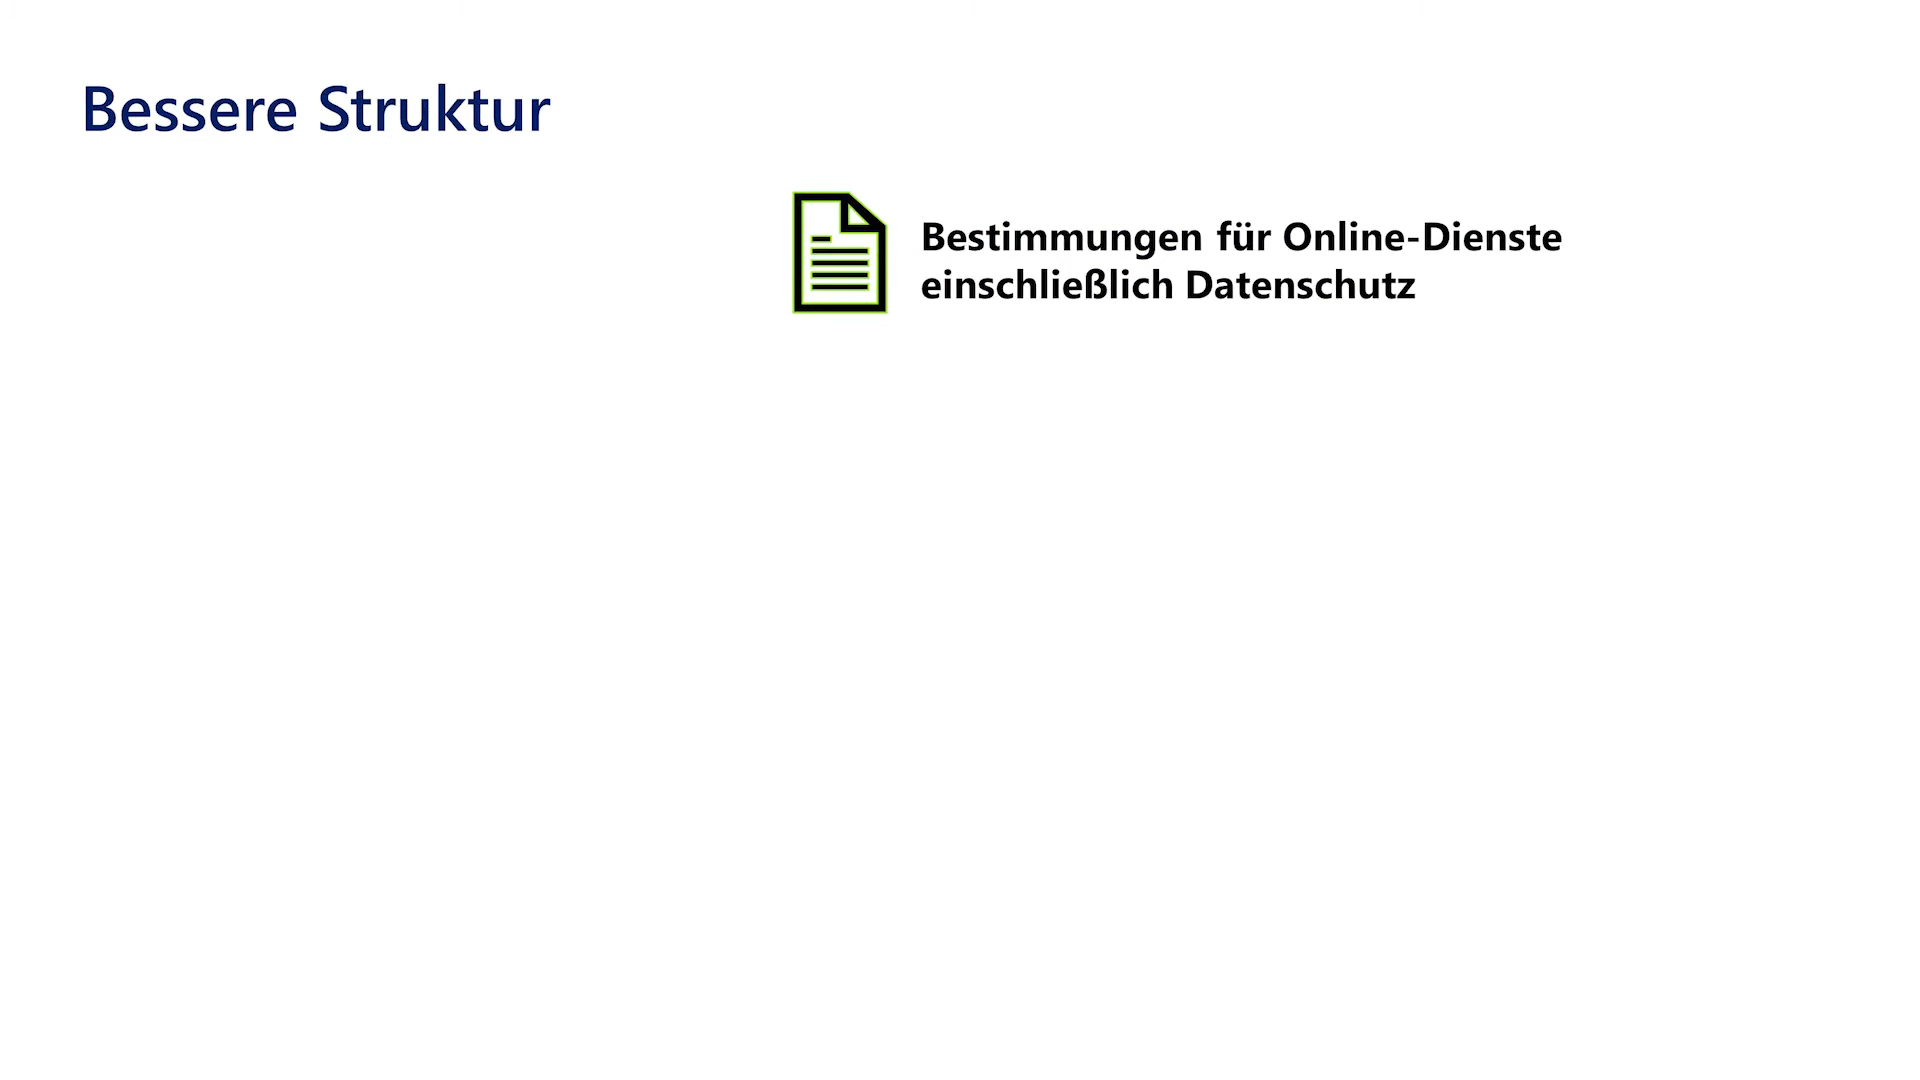 Bessere Struktur
Bestimmungen für Online-Dienste
einschließlich Datenschutz